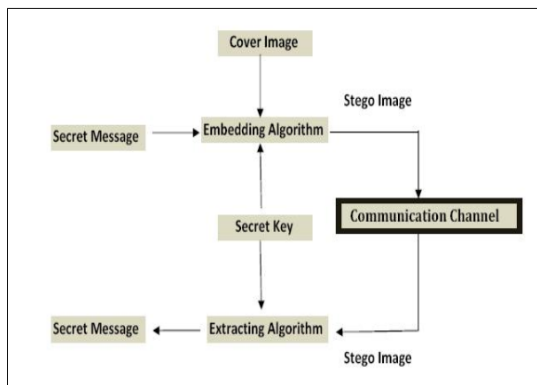 Cover Image
Stego Image
Secret Message
Embedding Algorithm
Communication Channel
Secret Key
Secret Message
Extracting Algorithm
Stego Image